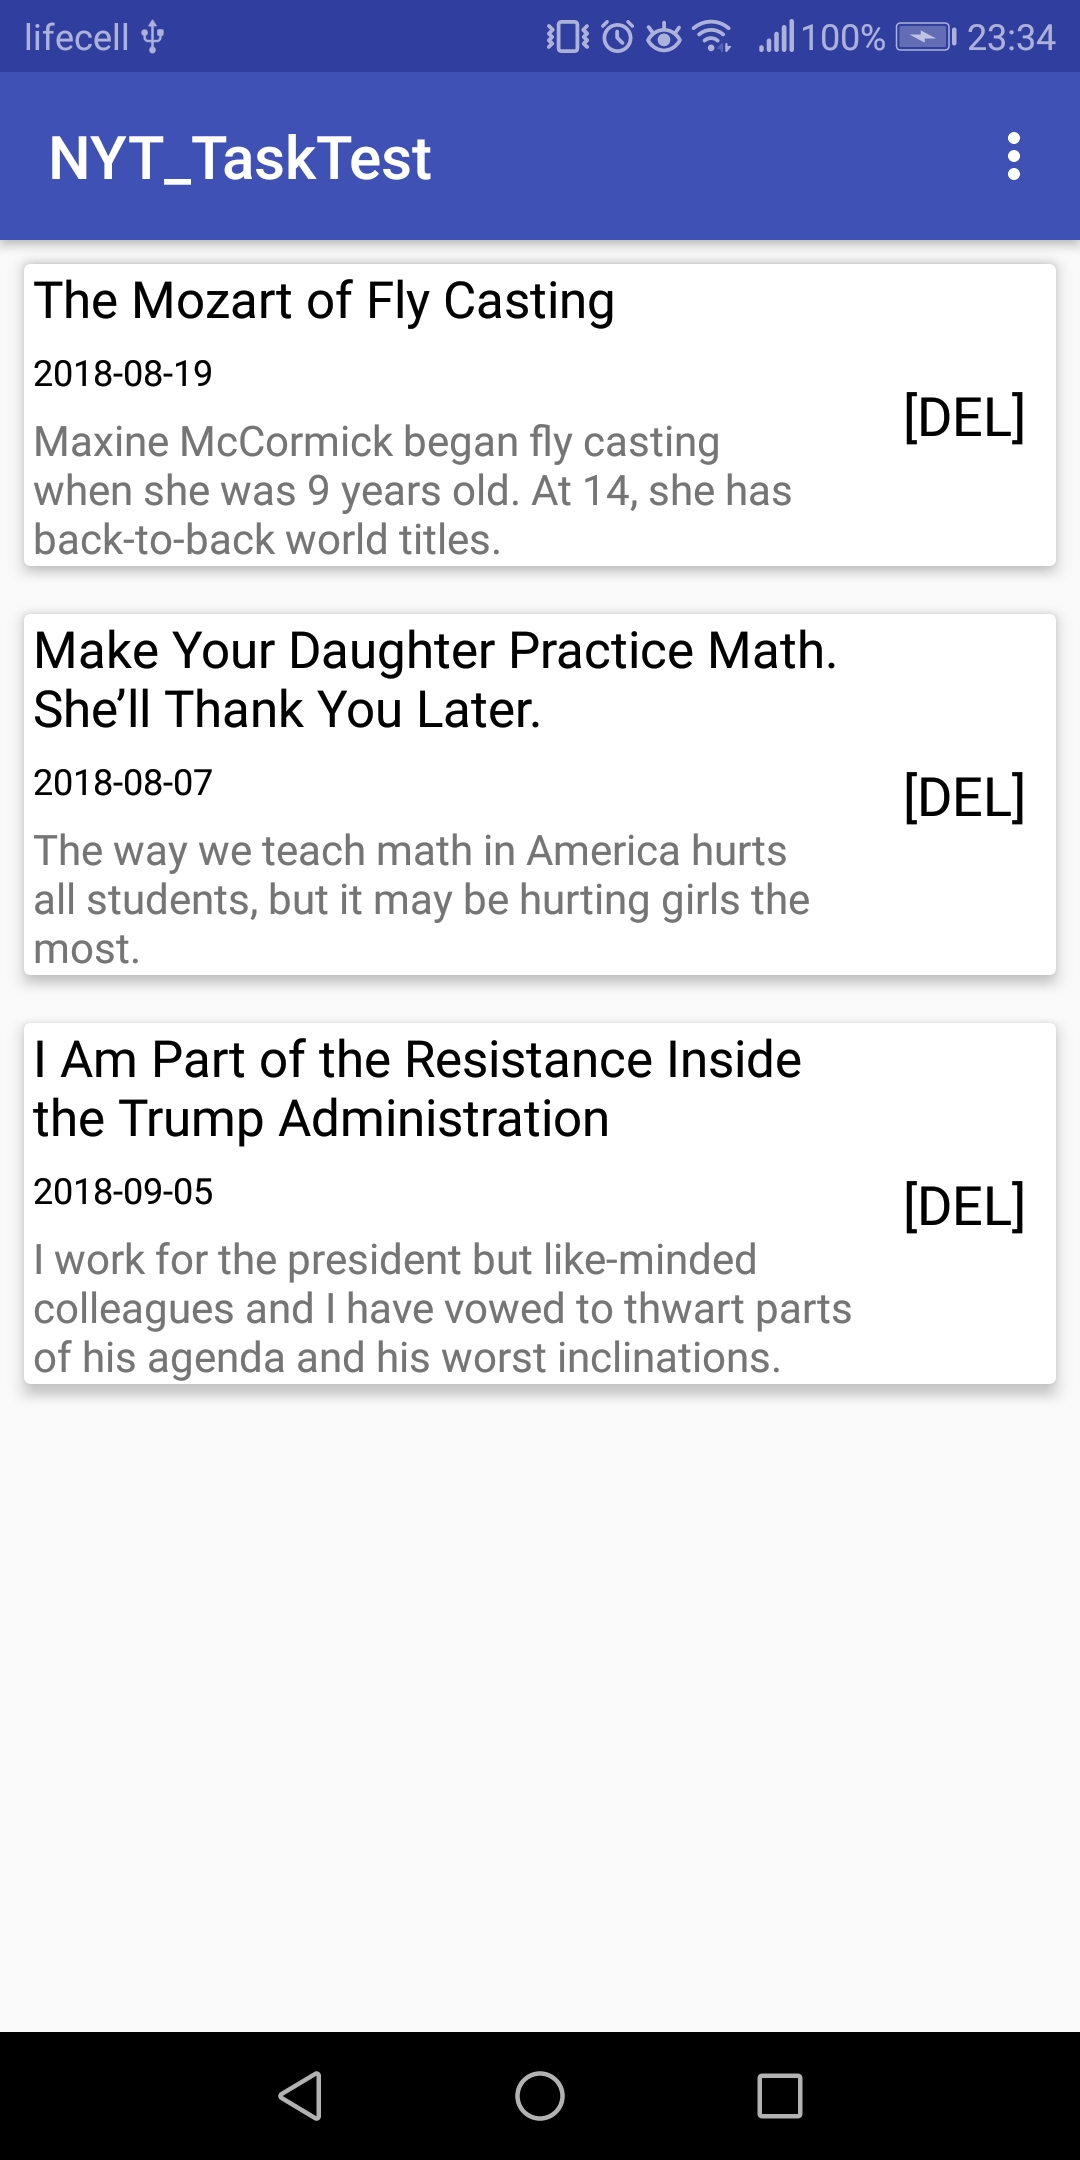 lifecell 100% 23:34
NYT_TaskTest
The Mozart of Fly Casting
2018-08-19
[DEL]
Maxine McCormick began fly casting
when she was 9 years old. At 14, she has
back-to-back world titles.
Make Your Daughter Practice Math.
She’ll Thank You Later.
2018-08-07
[DEL]
The way we teach math in America hurts
all students, but it may be hurting girls the
most.
I Am Part of the Resistance Inside
the Trump Administration
2018-09-05
[DEL]
I work for the president but like-minded
colleagues and I have vowed to thwart parts
of his agenda and his worst inclinations.